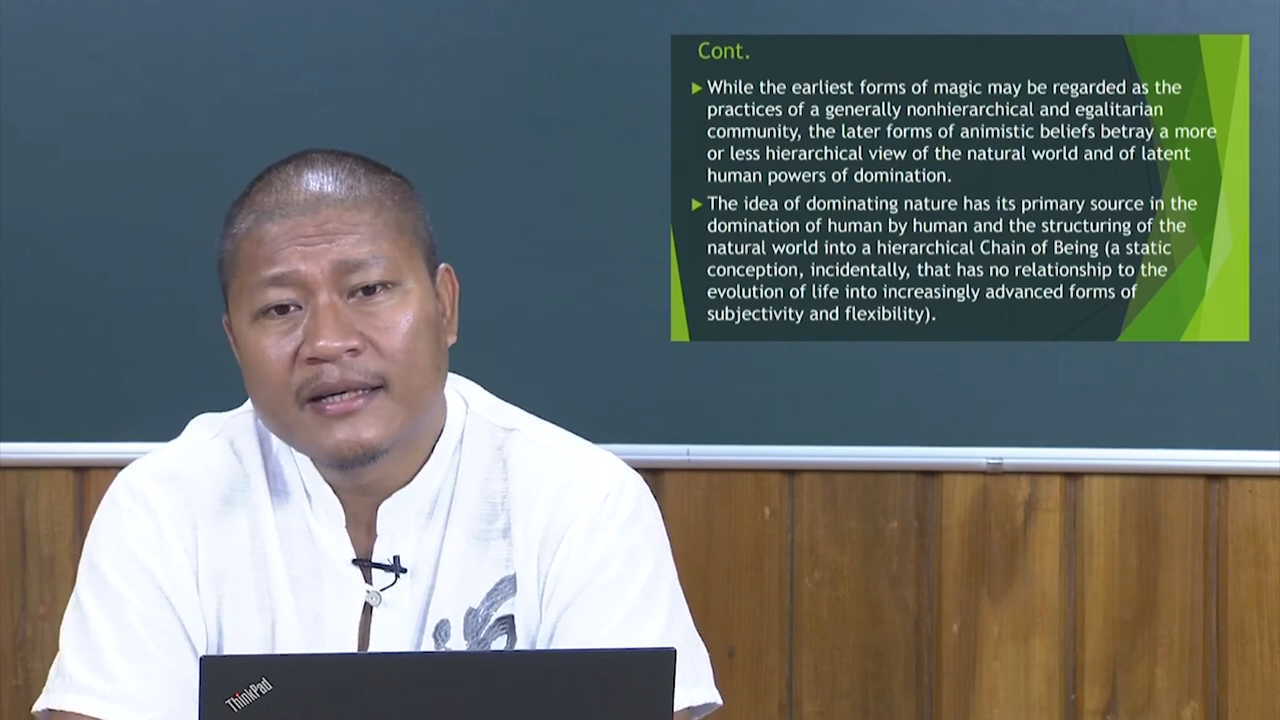 Cont.
While the earliest forms of magic may be regarded as the
practices of a generally nonhierarchical and egalitarian
community, the later forms of animistic beliefs betray a more
or less hierarchical view of the natural world and of latent
human powers of domination.
The idea of dominating nature has its primary source in the
domination of human by human and the structuring of the
natural world into a hierarchical Chain of Being (a static
conception, incidentally, that has no relationship to the
evolution of life into increasingly advanced forms of
subjectivity and flexibility).
ThinkPad